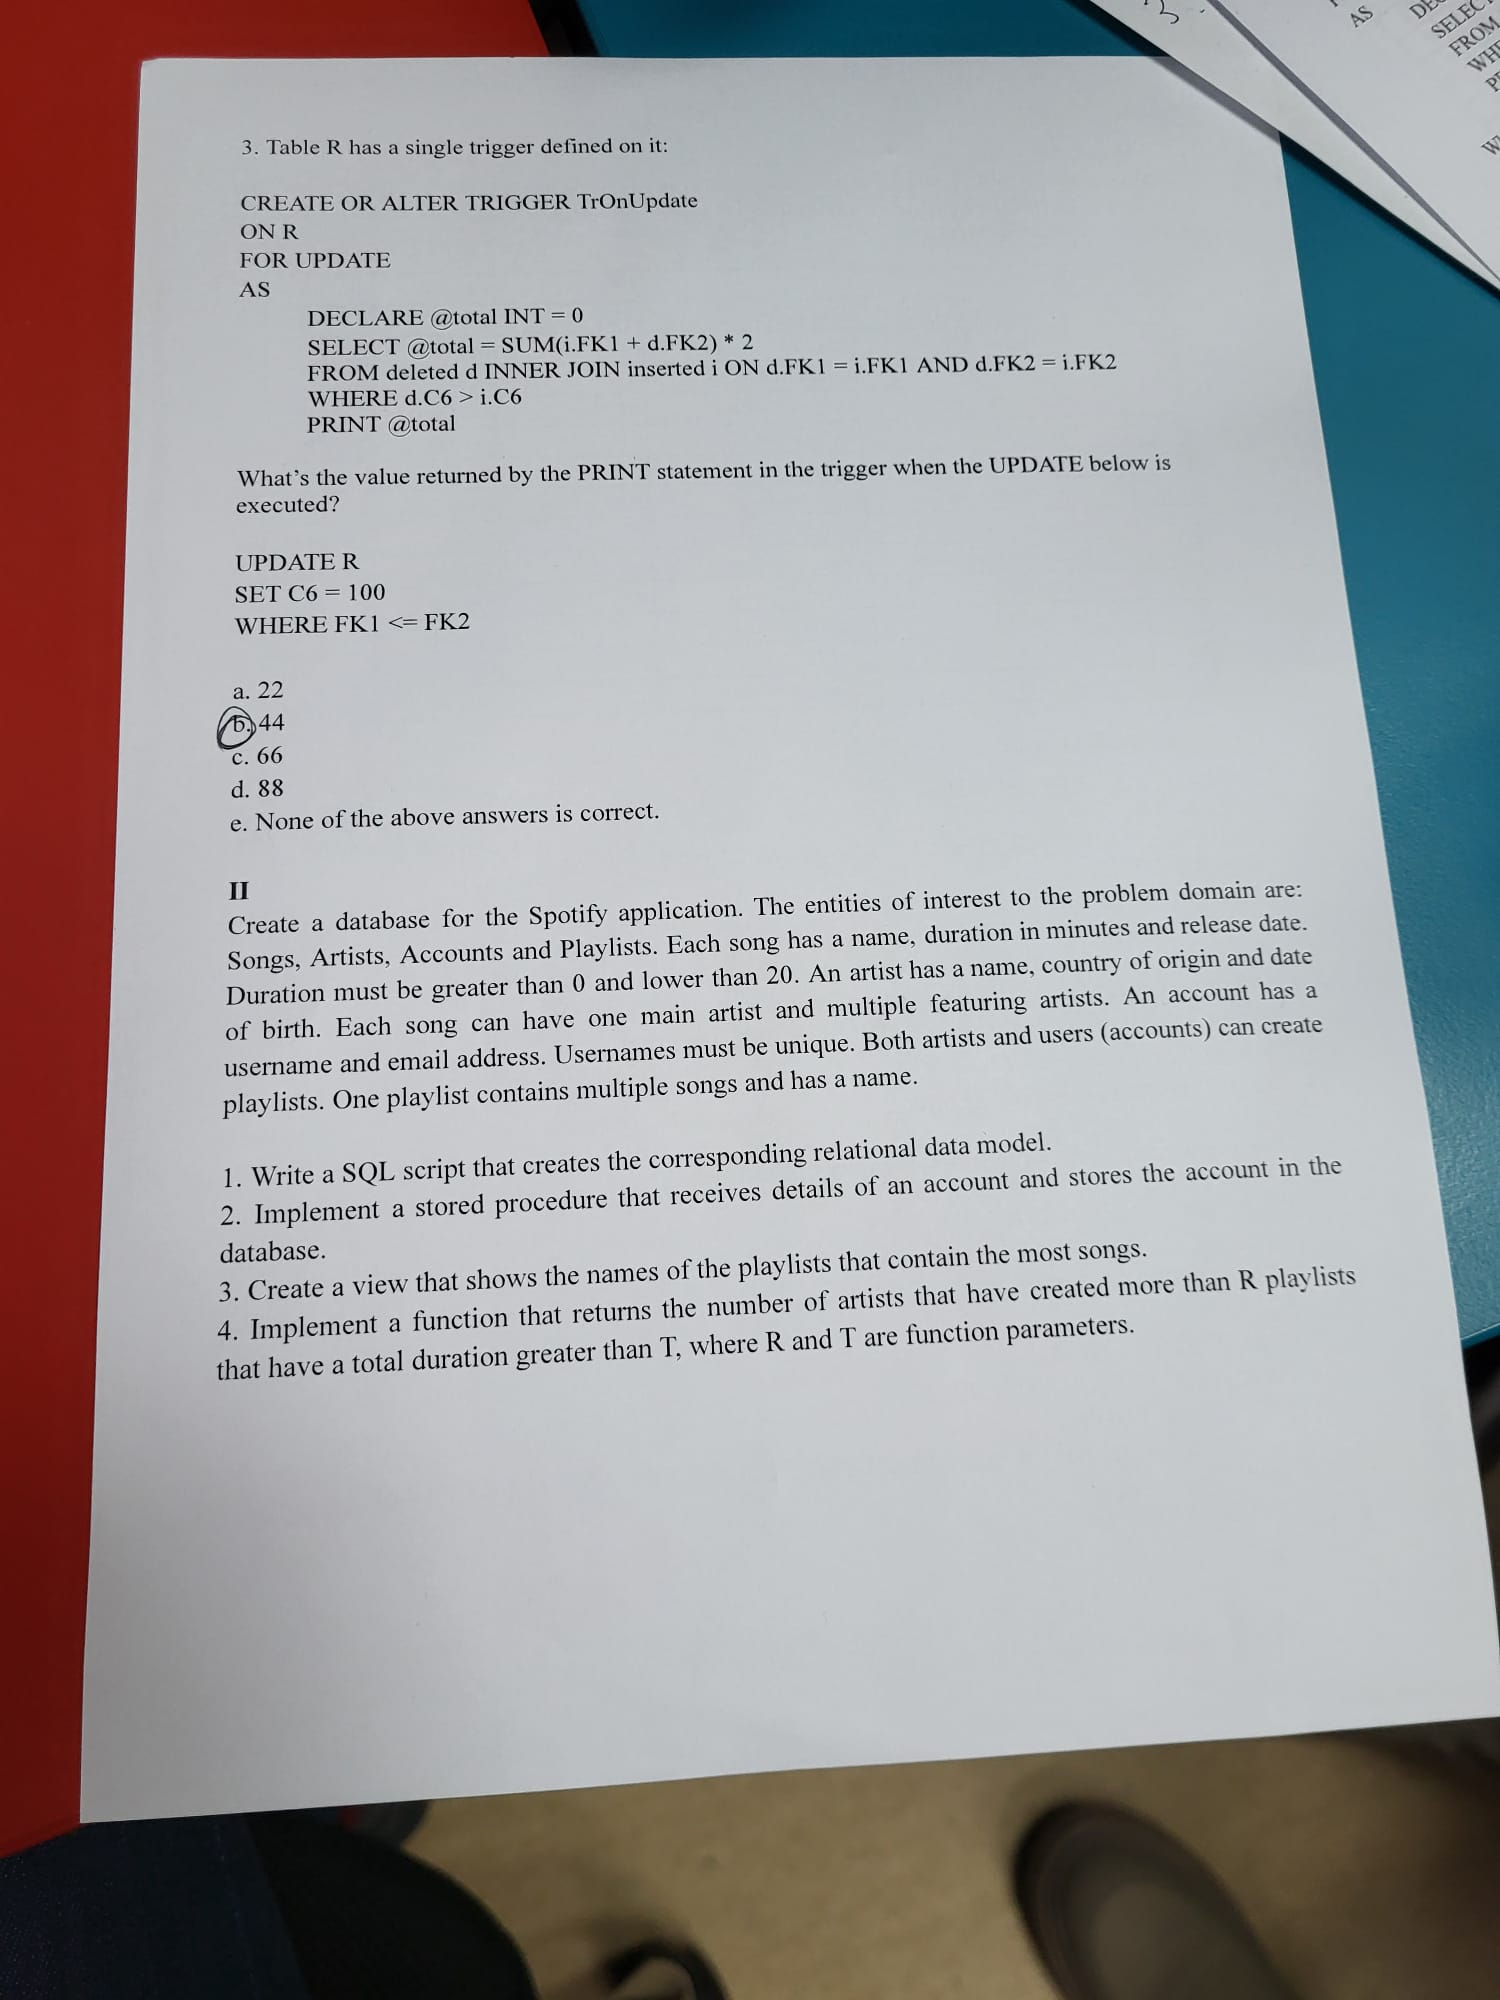 3. Table R has a single trigger defined on it:
CREATE OR ALTER TRIGGER TrOnUpdate
ON R
FOR UPDATE
AS
DECLARE @total INT = 0
SELECT @total = SUM(i.FK1 + d.FK2) * 2
FROM deleted d INNER JOIN inserted i ON d.FK1 = i.FK1 AND d.FK2 = i.FK2
WHERE d.C6 > i.C6
PRINT @total
What's the value returned by the PRINT statement in the trigger when the UPDATE below is
executed?
UPDATE R
SET C6 = 100
WHERE FK1 <= FK2
a. 22
b. 44
c. 66
d. 88
e. None of the above answers is correct.
II
Create a database for the Spotify application. The entities of interest to the problem domain are:
Songs, Artists, Accounts and Playlists. Each song has a name, duration in minutes and release date.
Duration must be greater than 0 and lower than 20. An artist has a name, country of origin and date
of birth. Each song can have one main artist and multiple featuring artists. An account has a
username and email address. Usernames must be unique. Both artists and users (accounts) can create
playlists. One playlist contains multiple songs and has a name.
1. Write a SQL script that creates the corresponding relational data model.
2. Implement a stored procedure that receives details of an account and stores the account in the
database.
3. Create a view that shows the names of the playlists that contain the most songs.
4. Implement a function that returns the number of artists that have created more than R playlists
that have a total duration greater than T, where R and T are function parameters.
AS
FROM